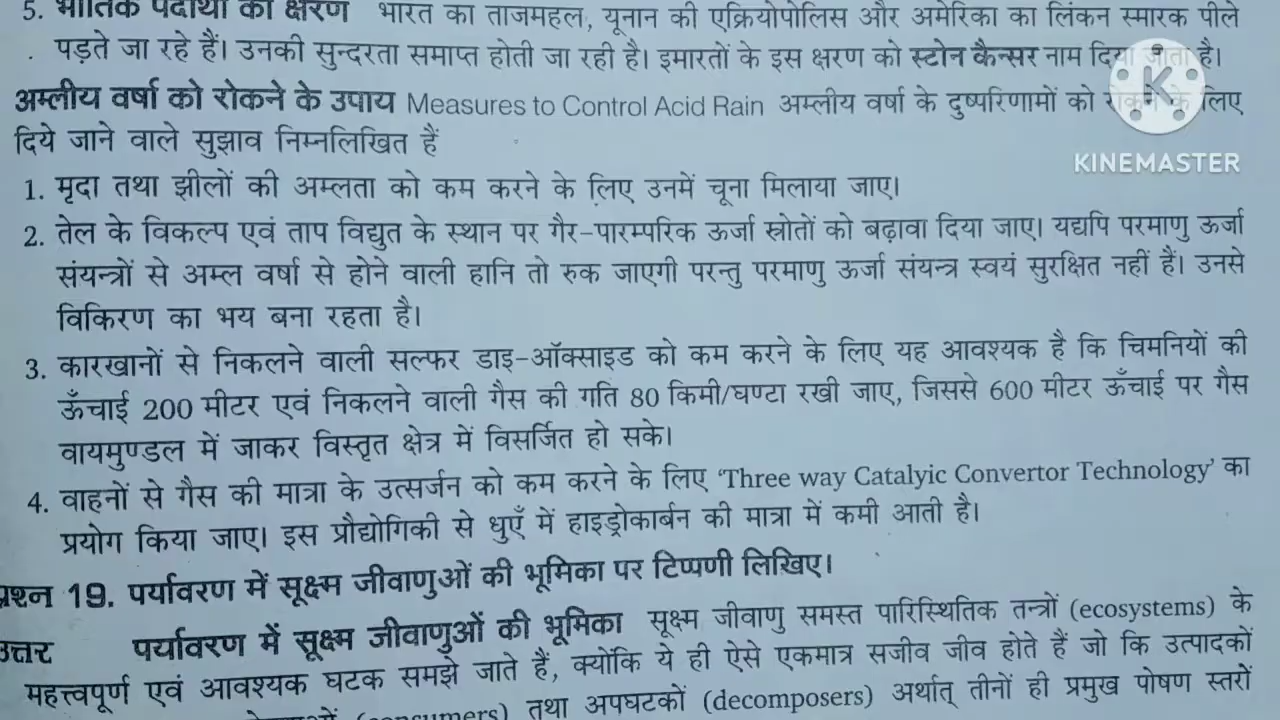 5. भौतिक पदार्थों का क्षरण भारत का ताजमहल, यूनान की एक्रियोपोलिस और अमेरिका का लिंकन स्मारक पीले
पड़ते जा रहे हैं। उनकी सुन्दरता समाप्त होती जा रही है। इमारतों के इस क्षरण को स्टोन कैन्सर नाम दिया जाता है।
अम्लीय वर्षा को रोकने के उपाय Measures to Control Acid Rain अम्लीय वर्षा के दुष्परिणामों को रोकने के लिए
दिये जाने वाले सुझाव निम्नलिखित हैं
KINEMASTER
1. मृदा तथा झीलों की अम्लता को कम करने के लिए उनमें चूना मिलाया जाए।
2. तेल के विकल्प एवं ताप विद्युत के स्थान पर गैर-पारम्परिक ऊर्जा स्रोतों को बढ़ावा दिया जाए। यद्यपि परमाणु ऊर्जा
संयन्त्रों से अम्ल वर्षा से होने वाली हानि तो रुक जाएगी परन्तु परमाणु ऊर्जा संयन्त्र स्वयं सुरक्षित नहीं हैं। उनसे
विकिरण का भय बना रहता है।
3. कारखानों से निकलने वाली सल्फर डाइ-ऑक्साइड को कम करने के लिए यह आवश्यक है कि चिमनियों की
ऊँचाई 200 मीटर एवं निकलने वाली गैस की गति 80 किमी/घण्टा रखी जाए, जिससे 600 मीटर ऊँचाई पर गैस
वायमुण्डल में जाकर विस्तृत क्षेत्र में विसर्जित हो सके।
4. वाहनों से गैस की मात्रा के उत्सर्जन को कम करने के लिए ‘Three way Catalyic Convertor Technology’ का
प्रयोग किया जाए। इस प्रौद्योगिकी से धुएँ में हाइड्रोकार्बन की मात्रा में कमी आती है।
प्रश्न 19. पर्यावरण में सूक्ष्म जीवाणुओं की भूमिका पर टिप्पणी लिखिए।
उत्तर पर्यावरण में सूक्ष्म जीवाणुओं की भूमिका सूक्ष्म जीवाणु समस्त पारिस्थितिक तन्त्रों (ecosystems) के
महत्त्वपूर्ण एवं आवश्यक घटक समझे जाते हैं, क्योंकि ये ही ऐसे एकमात्र सजीव जीव होते हैं जो कि उत्पादकों
(consumers) तथा अपघटकों (decomposers) अर्थात् तीनों ही प्रमुख पोषण स्तरों